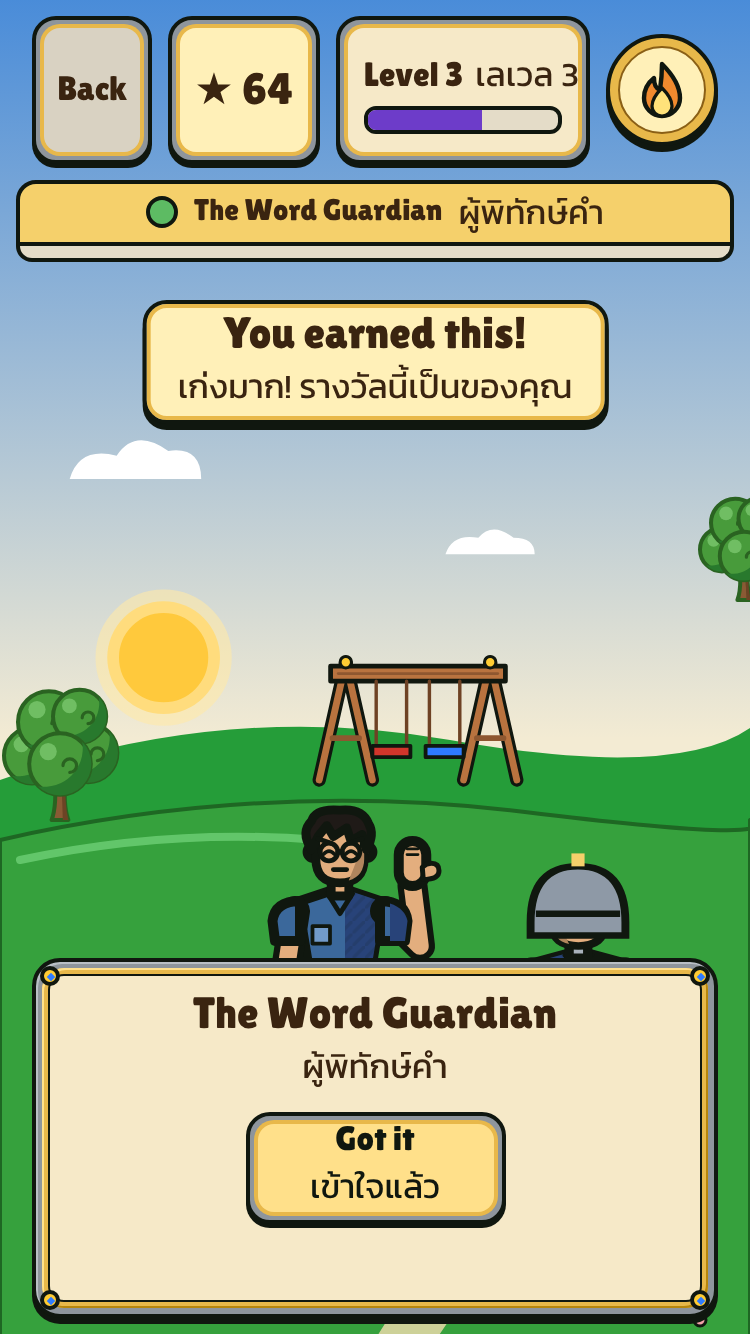 Back
★ 64
Level 3 เลเวล 3
The Word Guardian ผู้พิทักษ์คำ
You earned this!
เก่งมาก! รางวัลนี้เป็นของคุณ
The Word Guardian
ผู้พิทักษ์คำ
Got it
เข้าใจแล้ว